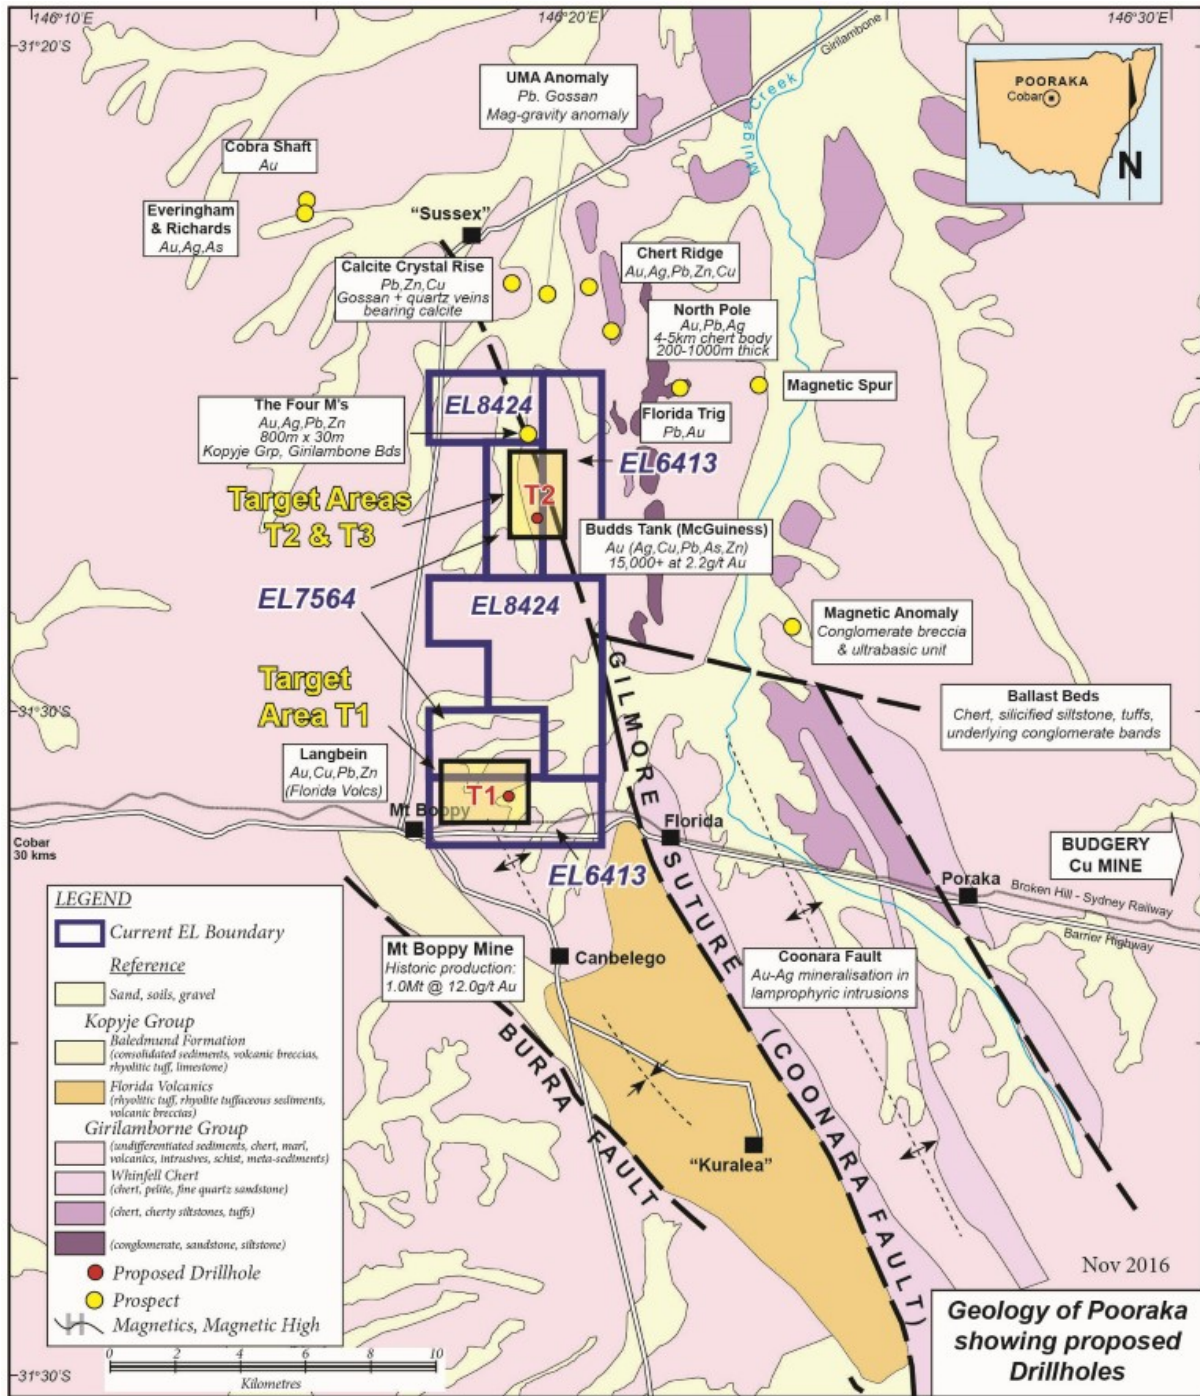 146°10'E
146°20'E
146°30'E
31°20'S
Girilambone
Mulga Creek
POORAKA
Cobar
N
UMA Anomaly
Pb. Gossan
Mag-gravity anomaly
Cobra Shaft
Au
Everingham
& Richards
Au,Ag,As
"Sussex"
Calcite Crystal Rise
Pb,Zn,Cu
Gossan + quartz veins
bearing calcite
Chert Ridge
Au,Ag,Pb,Zn,Cu
North Pole
Au,Pb,Ag
4-5km chert body
200-1000m thick
Magnetic Spur
Florida Trig
Pb,Au
The Four M's
Au,Ag,Pb,Zn
800m x 30m
Kopyje Grp, Girilambone Bds
EL8424
EL6413
Target Areas
T2 & T3
T2
Budds Tank (McGuiness)
Au (Ag,Cu,Pb,As,Zn)
15,000+ at 2.2g/t Au
EL7564
EL8424
Magnetic Anomaly
Conglomerate breccia
& ultrabasic unit
Target
Area T1
31°30'S
Ballast Beds
Chert, silicified siltstone, tuffs,
underlying conglomerate bands
Langbein
Au,Cu,Pb,Zn
(Florida Volcs)
T1
Mt Boppy
Florida
Cobar
30 kms
BUDGERY
Cu MINE
EL6413
Poraka
Broken Hill - Sydney Railway
Barrier Highway
GILMORE SUTURE (COONARA FAULT)
Mt Boppy Mine
Historic production:
1.0Mt @ 12.0g/t Au
Canbelego
Coonara Fault
Au-Ag mineralisation in
lamprophyric intrusions
BURRA FAULT
"Kuralea"
LEGEND
Current EL Boundary
Reference
Sand, soils, gravel
Kopyje Group
Baledmund Formation
(consolidated sediments, volcanic breccias,
rhyolitic tuff, limestone)
Florida Volcanics
(rhyolitic tuff, rhyolite tuffaceous sediments,
volcanic breccias)
Girilamborne Group
(undifferentiated sediments, chert, marl,
volcanics, intrusives, schist, meta-sediments)
Whinfell Chert
(chert, pelite, fine quartz sandstone)
(chert, cherty siltstones, tuffs)
(conglomerate, sandstone, siltstone)
Proposed Drillhole
Prospect
Magnetics, Magnetic High
0 2 4 6 8 10
Kilometres
31°30'S
Nov 2016
Geology of Pooraka
showing proposed
Drillholes